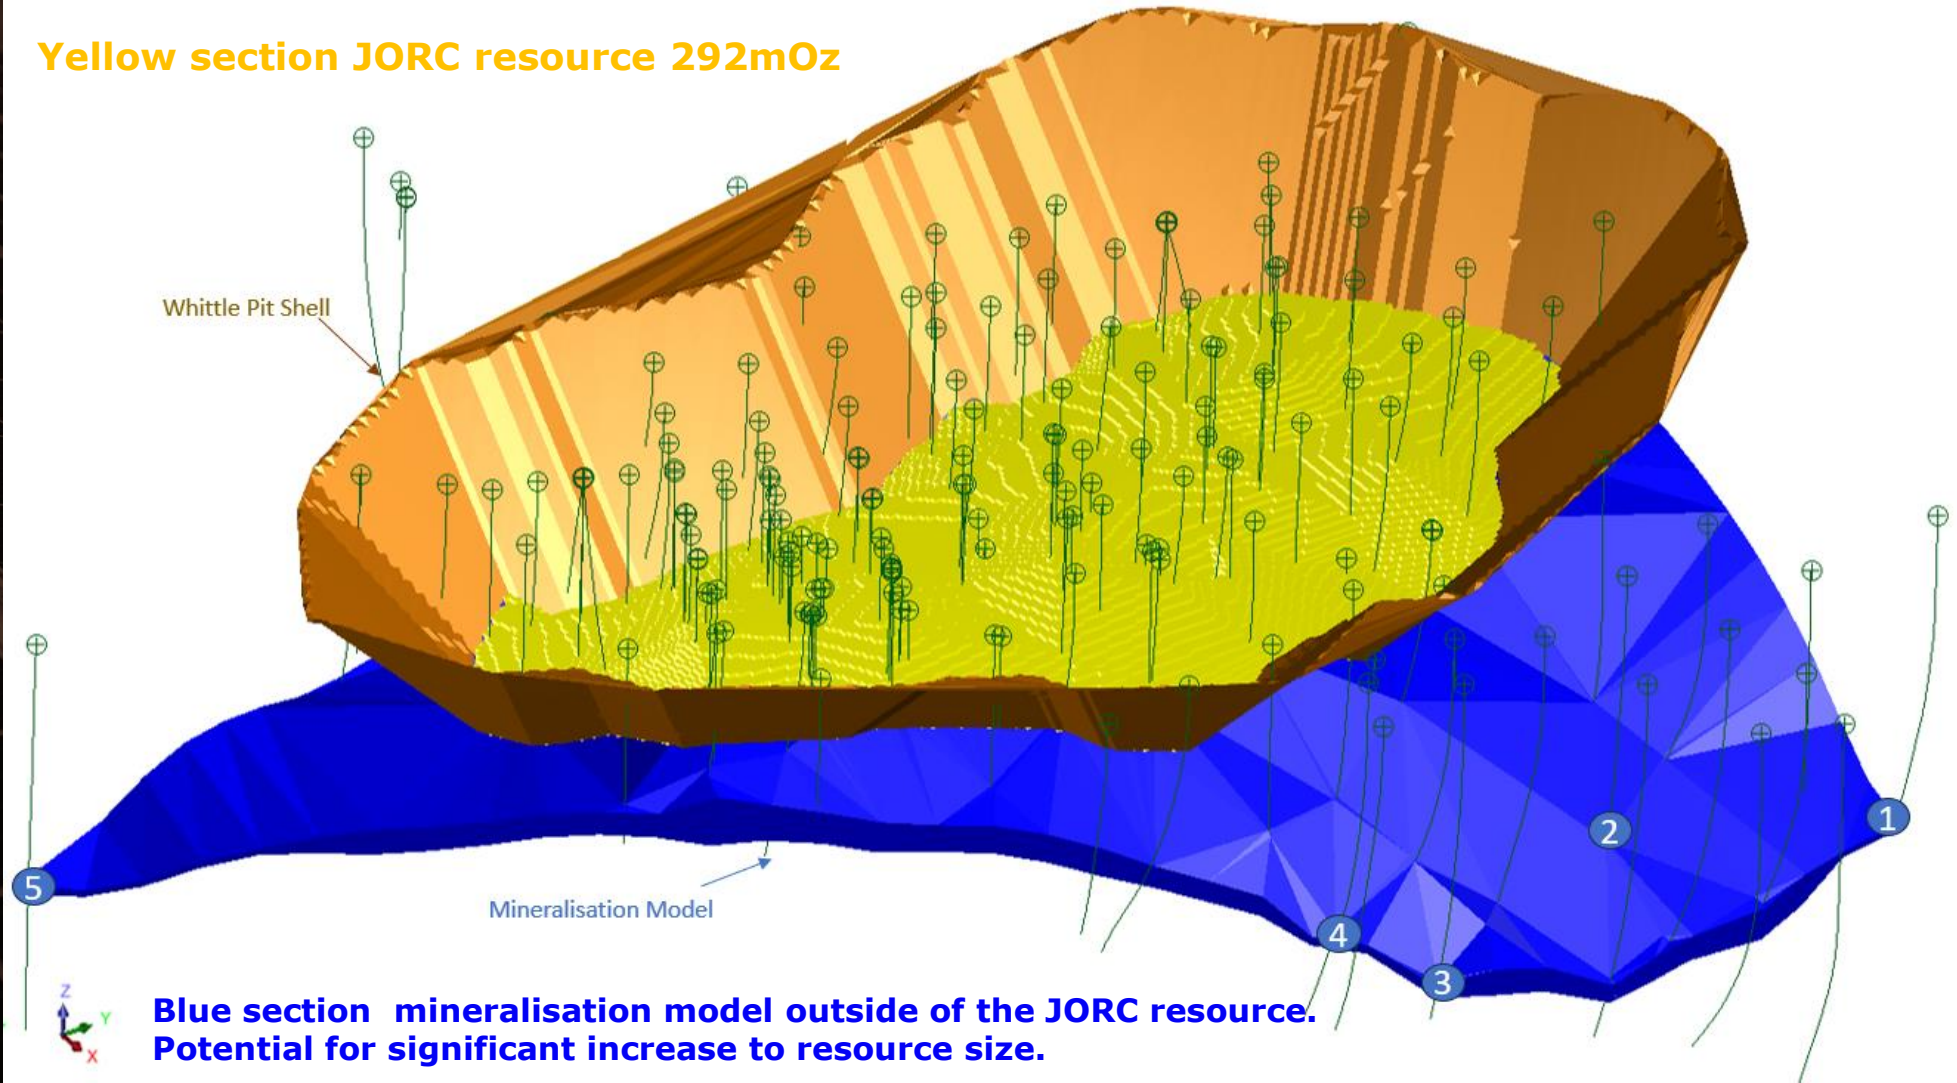 Yellow section JORC resource 292mOz
Whittle Pit Shell
1
2
5
Mineralisation Model
4
3
Z
Y
X
Blue section  mineralisation model outside of the JORC resource.
Potential for significant increase to resource size.